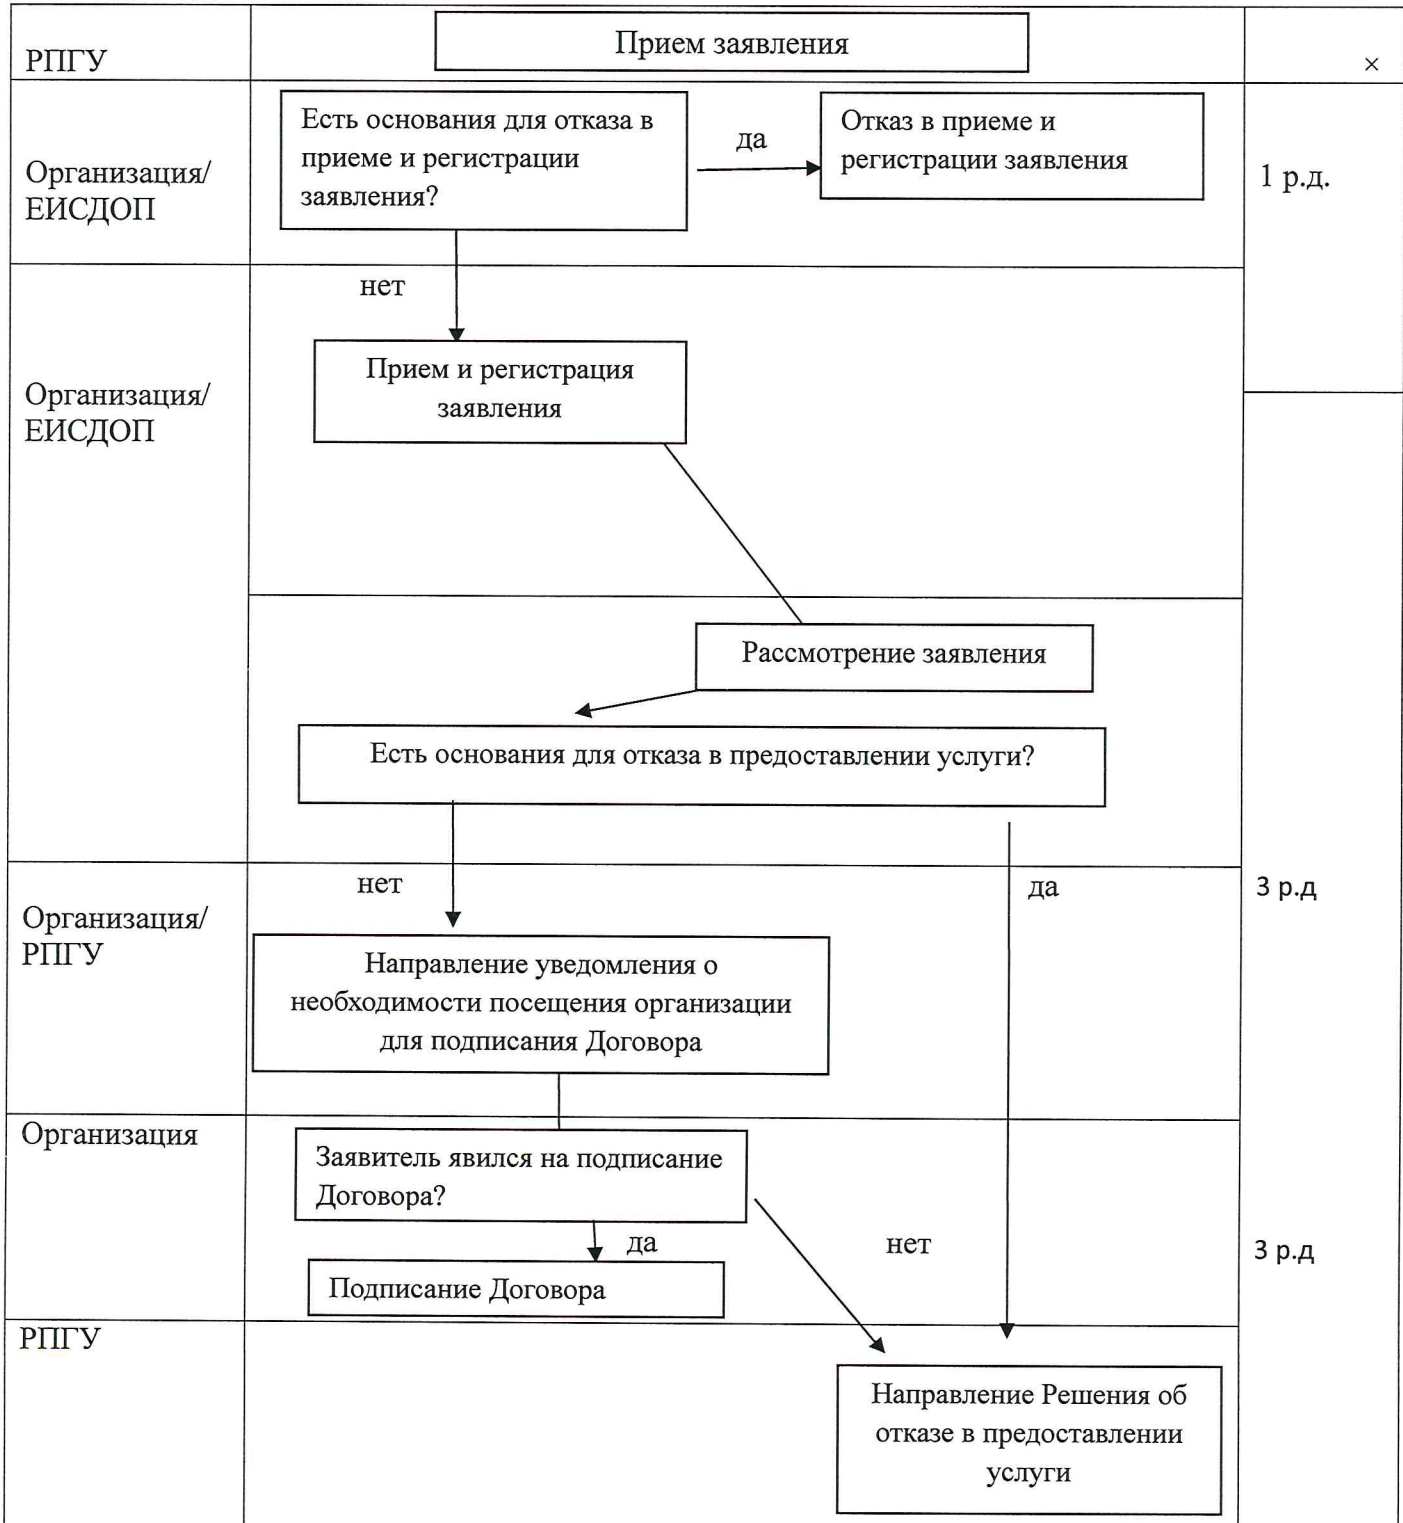 РПГУ
Прием заявления
×
Организация/
ЕИСДОП
Есть основания для отказа в
приеме и регистрации
заявления?
да
Отказ в приеме и
регистрации заявления
1 р.д.
нет
Организация/
ЕИСДОП
Прием и регистрация
заявления
Рассмотрение заявления
Есть основания для отказа в предоставлении услуги?
нет
да
3 р.д
Организация/
РПГУ
Направление уведомления о
необходимости посещения организации
для подписания Договора
Организация
Заявитель явился на подписание
Договора?
да
нет
3 р.д
Подписание Договора
РПГУ
Направление Решения об
отказе в предоставлении
услуги